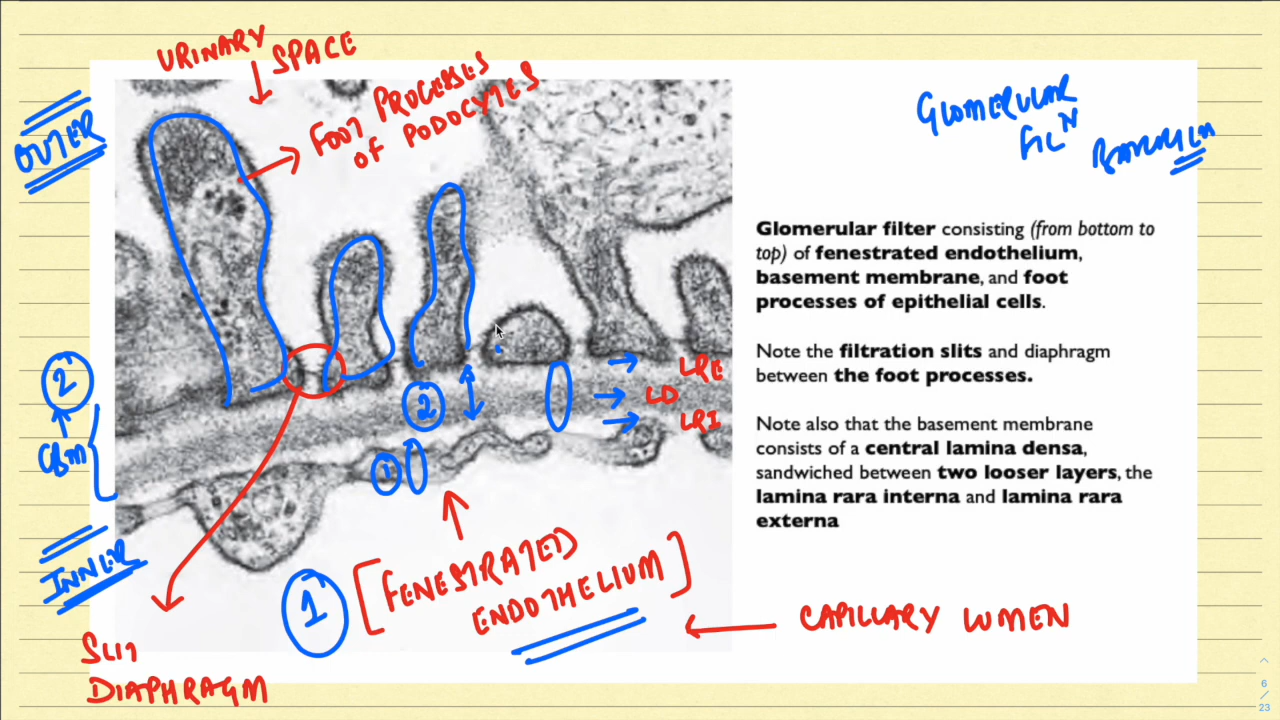 URINARY SPACE
FOOT PROCESSES
OF PODOCYTES
OUTER
GLOMERULAR
FILN
Glomerular filter consisting (from bottom to
top) of fenestrated endothelium,
basement membrane, and foot
processes of epithelial cells.
Note the filtration slits and diaphragm
between the foot processes.
Note also that the basement membrane
consists of a central lamina densa,
sandwiched between two looser layers, the
lamina rara interna and lamina rara
externa
LRE
LD
LRI
2
2
GBM
1
INNER
1
[FENESTRATED
ENDOTHELIUM]
CAPILLARY LUMEN
SLIT
DIAPHRAGM
6
/
23